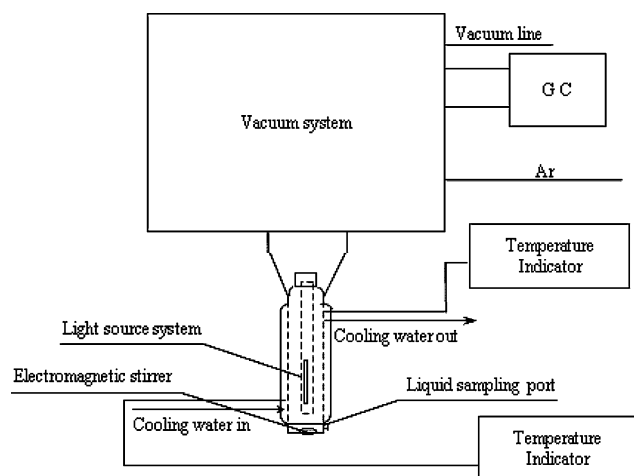 Vacuum line
G C
Vacuum system
Ar
Temperature
Indicator
Light source system
Cooling water out
Electromagnetic stirrer
Liquid sampling port
Cooling water in
Temperature
Indicator